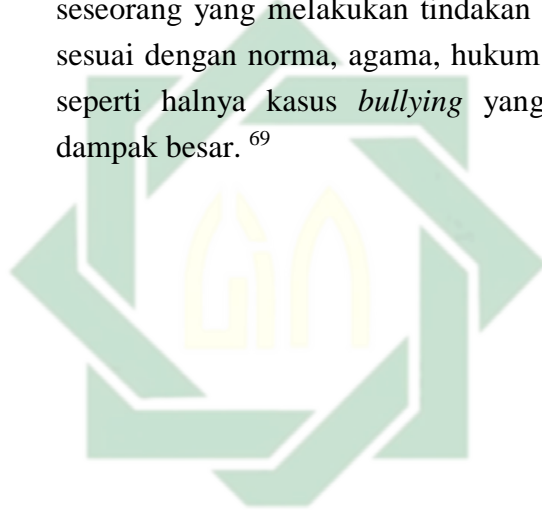 seseorang yang melakukan tindakan
sesuai dengan norma, agama, hukum
seperti halnya kasus bullying yang
dampak besar. 69